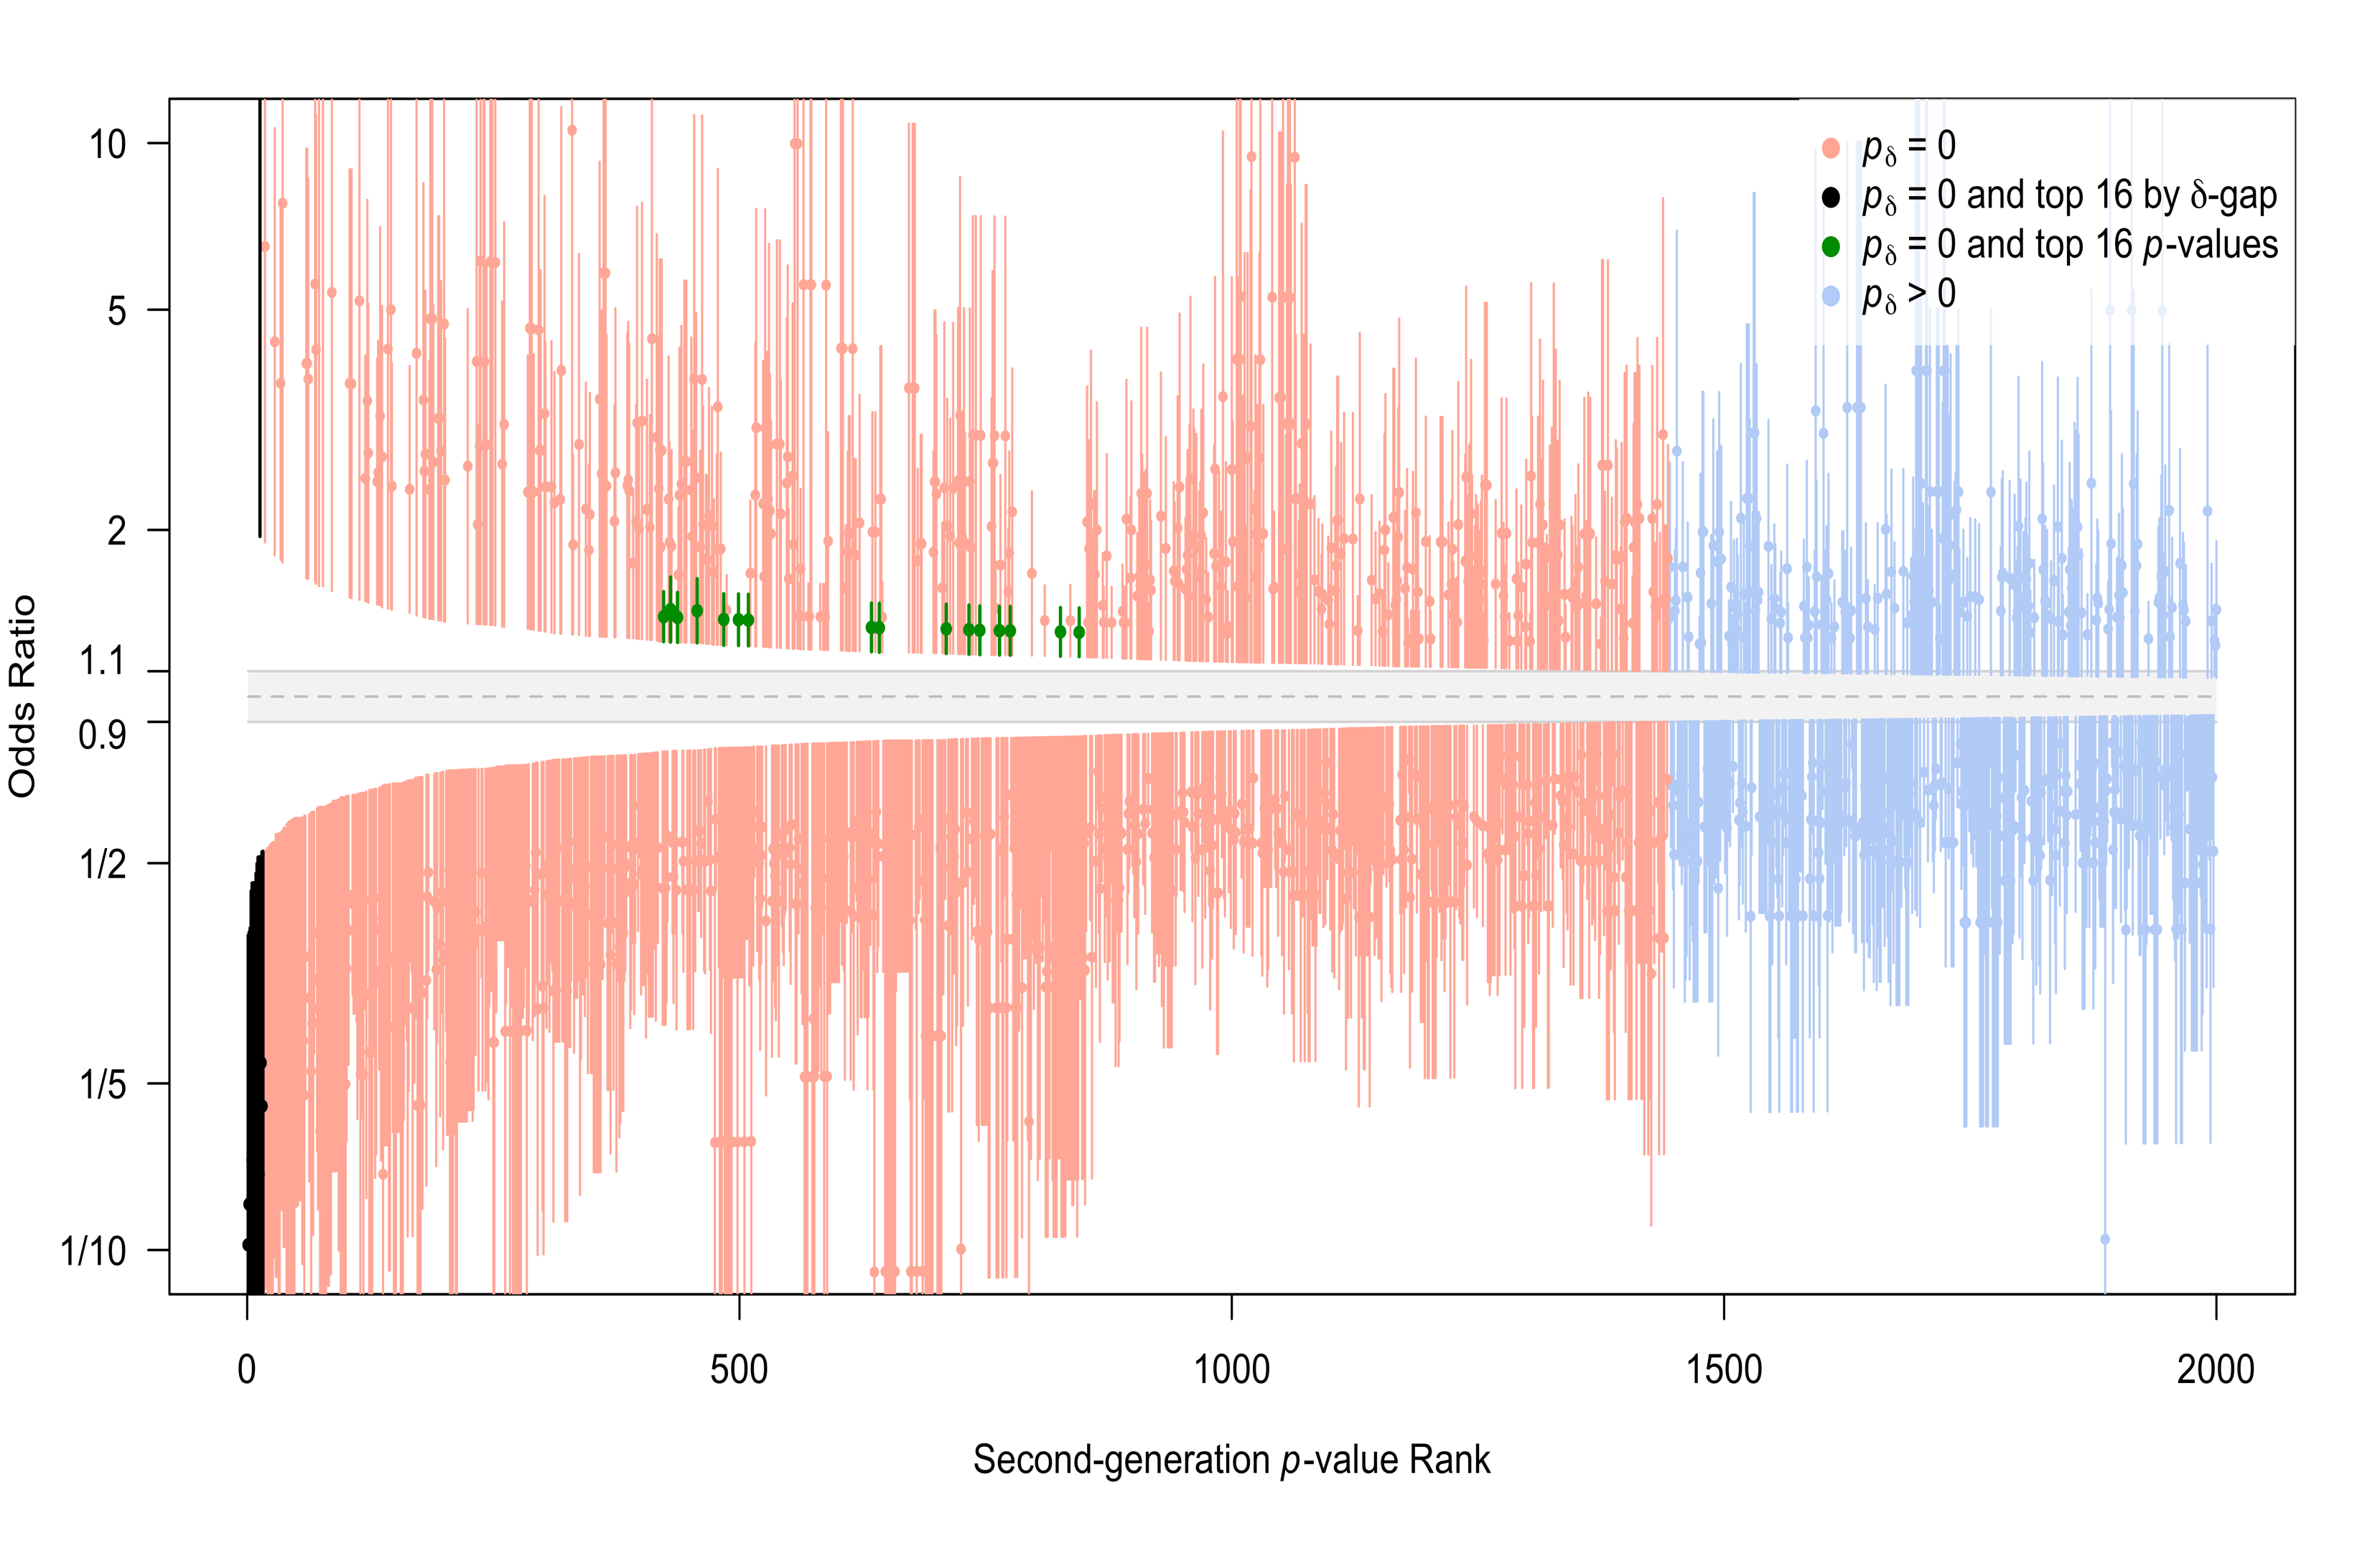 Odds Ratio
10
5
2
1.1
0.9
1/2
1/5
1/10
pδ = 0
pδ = 0 and top 16 by δ-gap
pδ = 0 and top 16 p-values
pδ > 0
0 500 1000 1500 2000
Second-generation p-value Rank